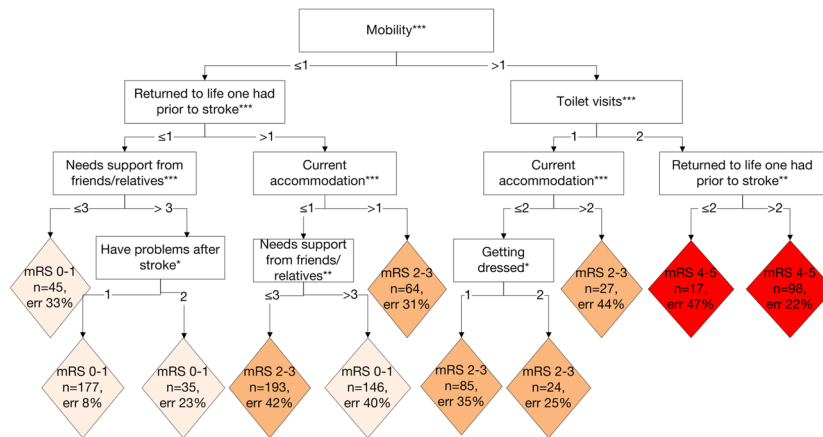 Mobility***
≤1
>1
Returned to life one had
prior to stroke***
Toilet visits***
≤1
>1
1
2
Needs support from
friends/relatives***
Current
accommodation***
Current
accommodation***
Returned to life one had
prior to stroke**
≤3
> 3
≤1
>1
≤2
>2
≤2
>2
mRS 0-1
n=45,
err 33%
Have problems after
stroke*
Needs support
from friends/
relatives**
mRS 2-3
n=64,
err 31%
Getting
dressed*
mRS 2-3
n=27,
err 44%
mRS 4-5
n=17,
err 47%
mRS 4-5
n=98,
err 22%
1
2
≤3
>3
1
2
mRS 0-1
n=177,
err 8%
mRS 0-1
n=35,
err 23%
mRS 2-3
n=193,
err 42%
mRS 0-1
n=146,
err 40%
mRS 2-3
n=85,
err 35%
mRS 2-3
n=24,
err 25%